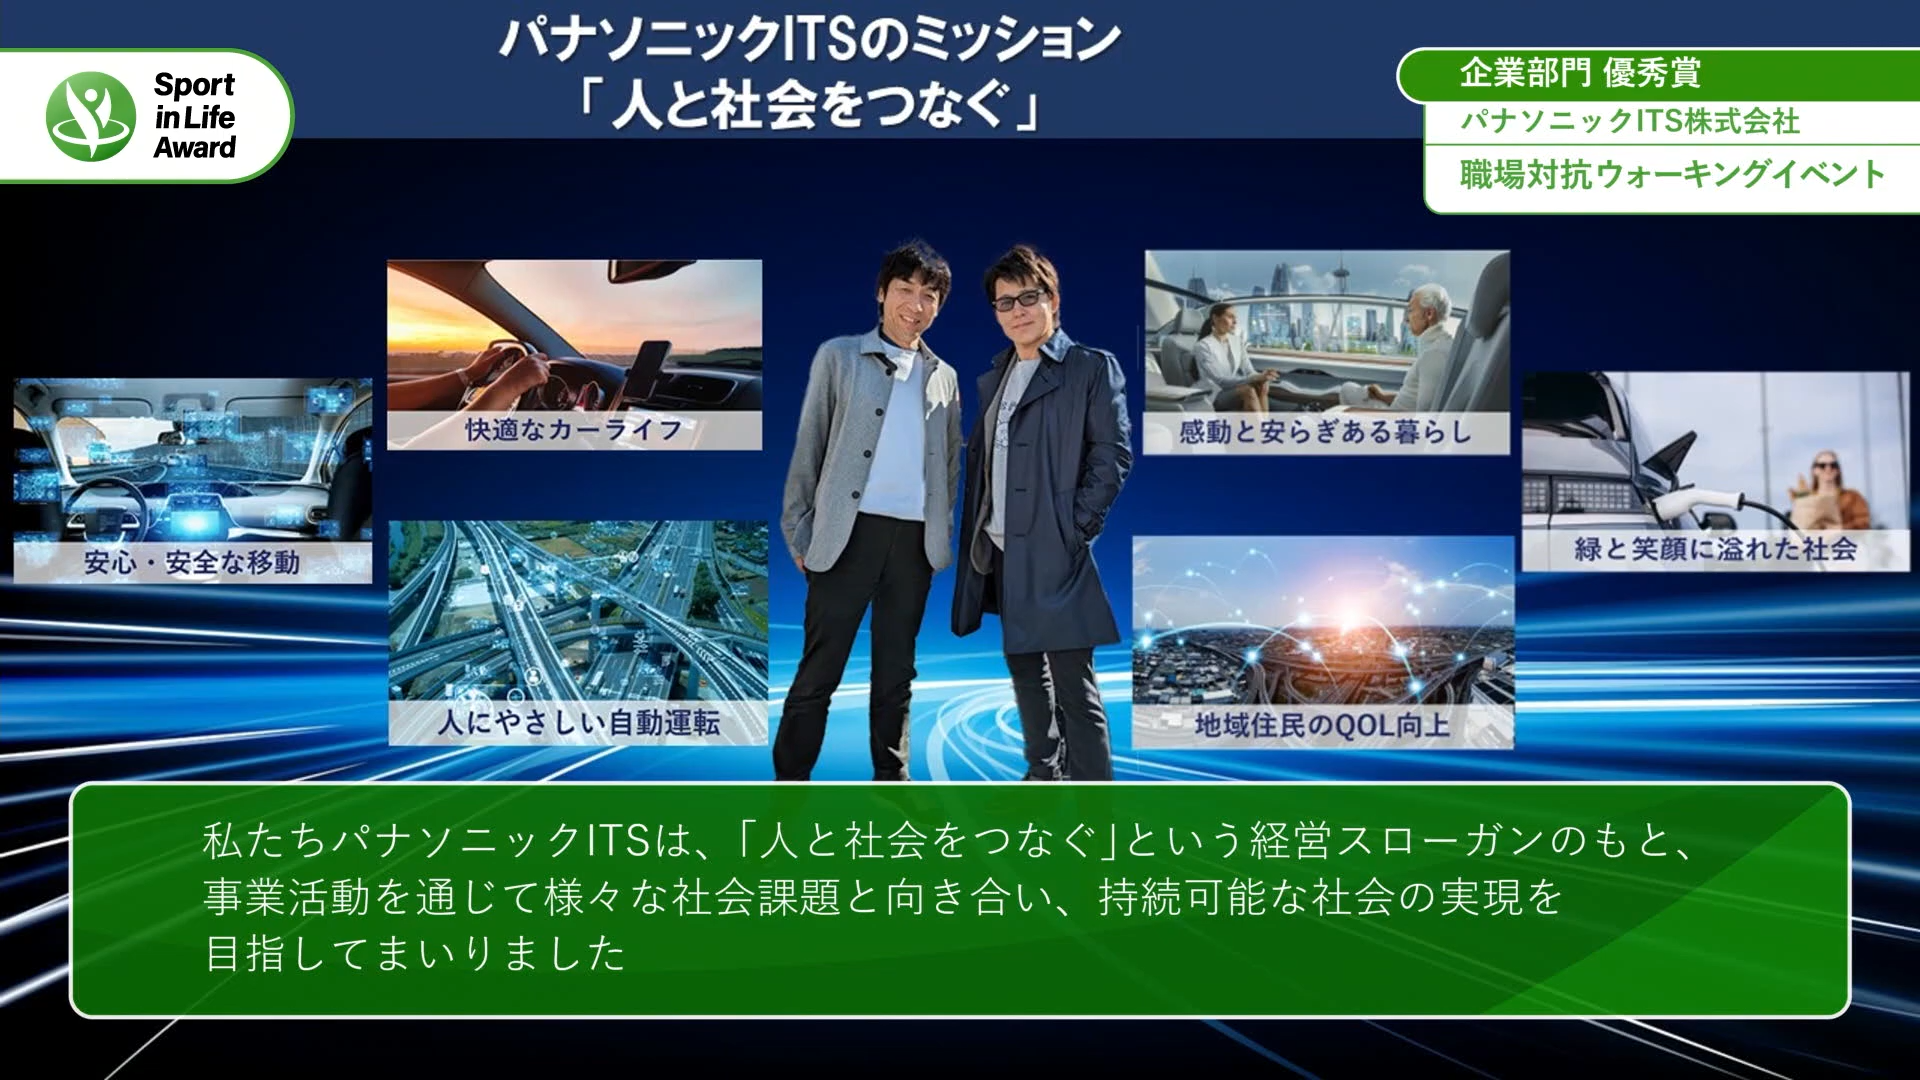 パナソニックITSのミッション
「人と社会をつなぐ」
Sport
in Life
Award
企業部門 優秀賞
パナソニックITS株式会社
職場対抗ウォーキングイベント
快適なカーライフ
感動と安らぎある暮らし
安心・安全な移動
緑と笑顔に溢れた社会
人にやさしい自動運転
地域住民のQOL向上
私たちパナソニックITSは、「人と社会をつなぐ」という経営スローガンのもと、
事業活動を通じて様々な社会課題と向き合い、持続可能な社会の実現を
目指してまいりました